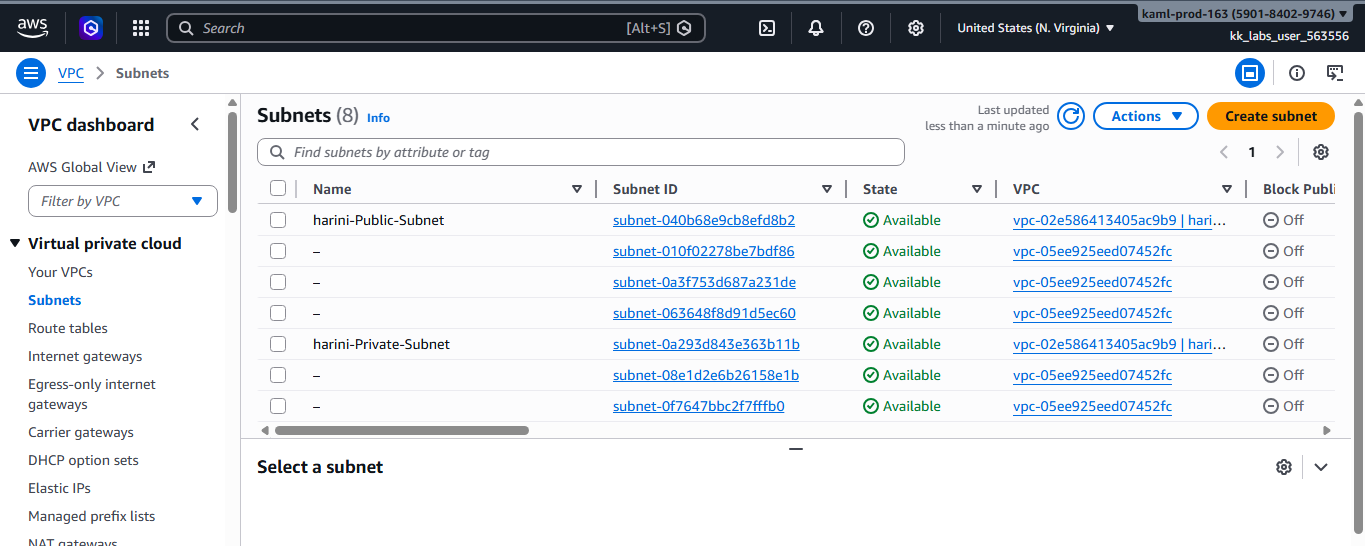 kaml-prod-163 (5901-8402-9746) ▼
aws
Search [Alt+S]
United States (N. Virginia) ▼
kk_labs_user_563556
VPC > Subnets
VPC dashboard
AWS Global View
Filter by VPC
Virtual private cloud
Your VPCs
Subnets
Route tables
Internet gateways
Egress-only internet
gateways
Carrier gateways
DHCP option sets
Elastic IPs
Managed prefix lists
NAT gateways
Subnets (8) Info
Last updated
less than a minute ago
Actions
Create subnet
Find subnets by attribute or tag
1
Name Subnet ID State VPC Block Publi
harini-Public-Subnet subnet-040b68e9cb8efd8b2 Available vpc-02e586413405ac9b9 | hari… Off
– subnet-010f02278be7bdf86 Available vpc-05ee925eed07452fc Off
– subnet-0a3f753d687a231de Available vpc-05ee925eed07452fc Off
– subnet-063648f8d91d5ec60 Available vpc-05ee925eed07452fc Off
harini-Private-Subnet subnet-0a293d843e363b11b Available vpc-02e586413405ac9b9 | hari… Off
– subnet-08e1d2e6b26158e1b Available vpc-05ee925eed07452fc Off
– subnet-0f7647bbc2f7fffb0 Available vpc-05ee925eed07452fc Off
Select a subnet